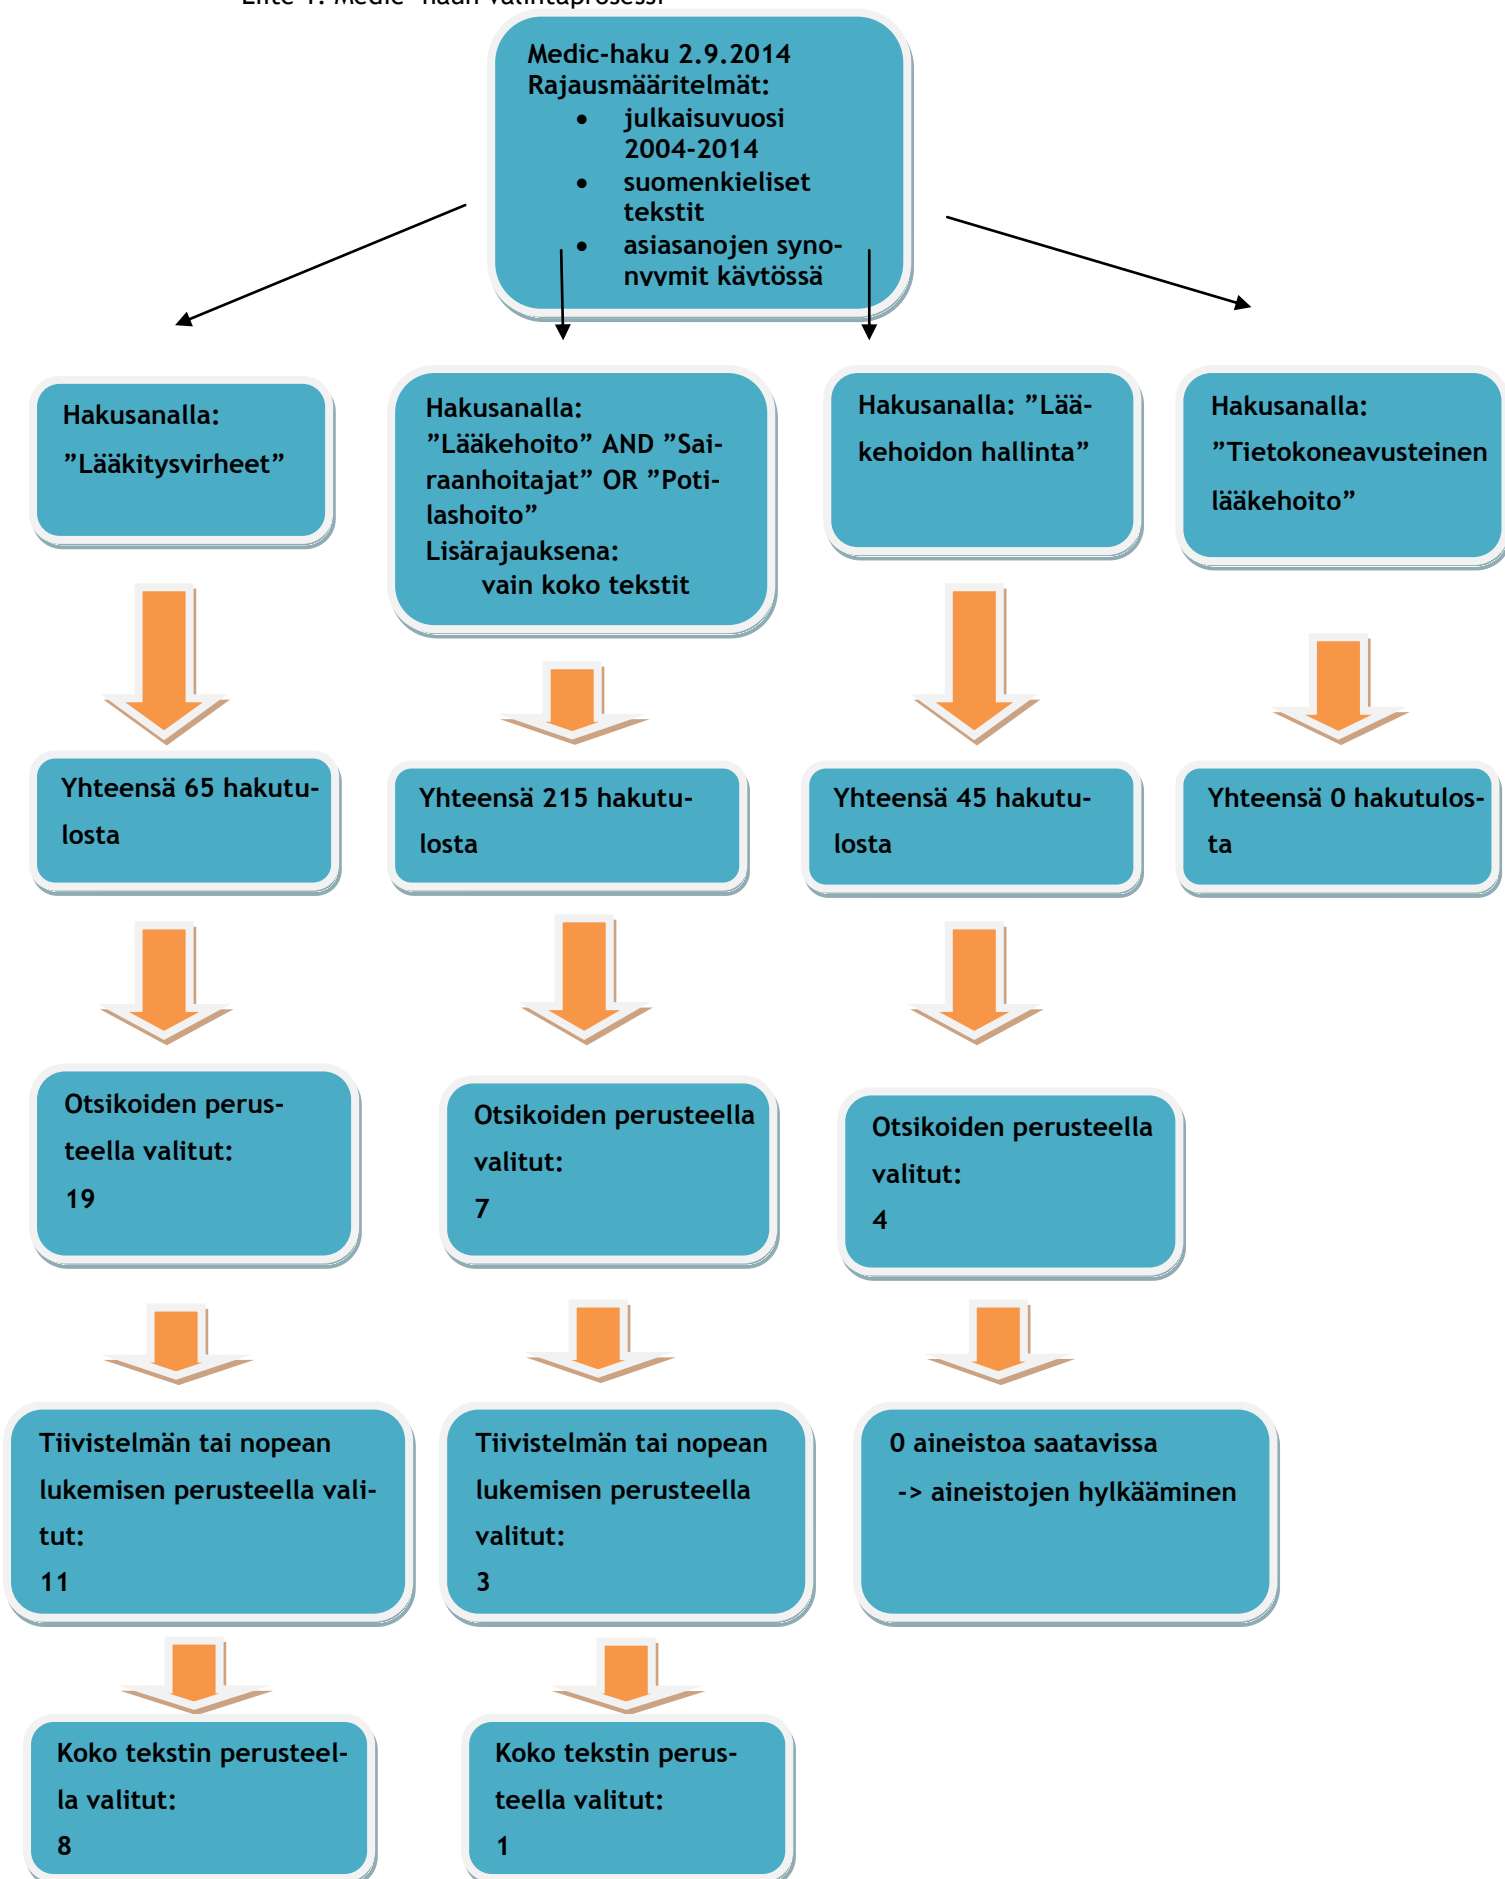 Liite 1: Medic -haun valintaprosessi
Medic-haku 2.9.2014
Rajausmääritelmät:
• julkaisuvuosi
2004-2014
• suomenkieliset
tekstit
• asiasanojen syno-
nyymit käytössä
Hakusanalla:
”Lääkitysvirheet”
Hakusanalla:
”Lääkehoito” AND ”Sai-
raanhoitajat” OR ”Poti-
lashoito”
Lisärajauksena:
vain koko tekstit
Hakusanalla: ”Lää-
kehoidon hallinta”
Hakusanalla:
”Tietokoneavusteinen
lääkehoito”
Yhteensä 65 hakutu-
losta
Yhteensä 215 hakutu-
losta
Yhteensä 45 hakutu-
losta
Yhteensä 0 hakutulos-
ta
Otsikoiden perus-
teella valitut:
19
Otsikoiden perusteella
valitut:
7
Otsikoiden perusteella
valitut:
4
Tiivistelmän tai nopean
lukemisen perusteella vali-
tut:
11
Tiivistelmän tai nopean
lukemisen perusteella
valitut:
3
0 aineistoa saatavissa
-> aineistojen hylkääminen
Koko tekstin perusteel-
la valitut:
8
Koko tekstin perus-
teella valitut:
1